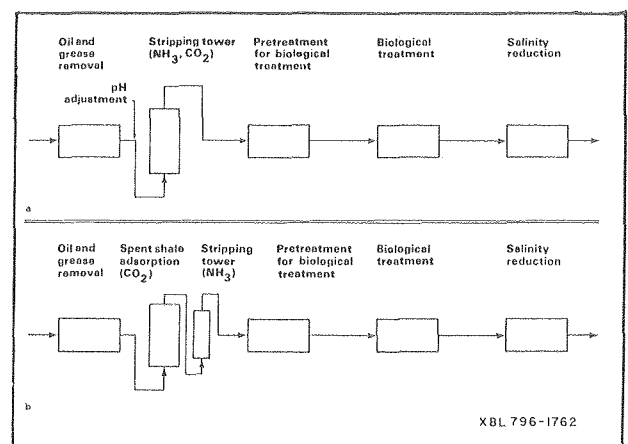 Oil and
grease
removal
Stripping tower
(NH3, CO2)
Pretreatment
for biological
treatment
Biological
treatment
Salinity
reduction
pH
adjustment
a
Oil and
grease
removal
Spent shale
adsorption
(CO2)
Stripping
tower
(NH3)
Pretreatment
for biological
treatment
Biological
treatment
Salinity
reduction
b
XBL 796-1762